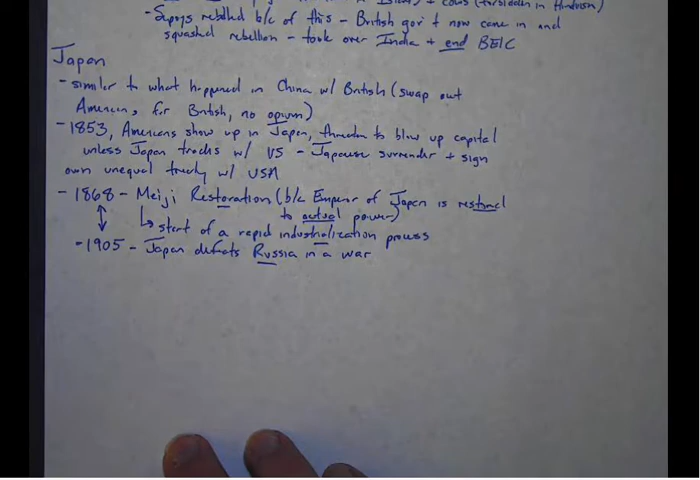 + cows (forbidden in Hinduism)
- Sepoys rebelled b/c of this - British gov't now come in and
squashed rebellion - took over India + end BEIC
Japan
- similar to what happened in China w/ British (swap out
Americans for British, no opium)
- 1853, Americans show up in Japan, threaten to blow up capital
unless Japan trades w/ US - Japanese surrender + sign
own unequal treaty w/ USA
- 1868 - Meiji Restoration (b/c Emperor of Japan is restored
to actual power)
↳ start of a rapid industrialization process
- 1905 - Japan defeats Russia in a war